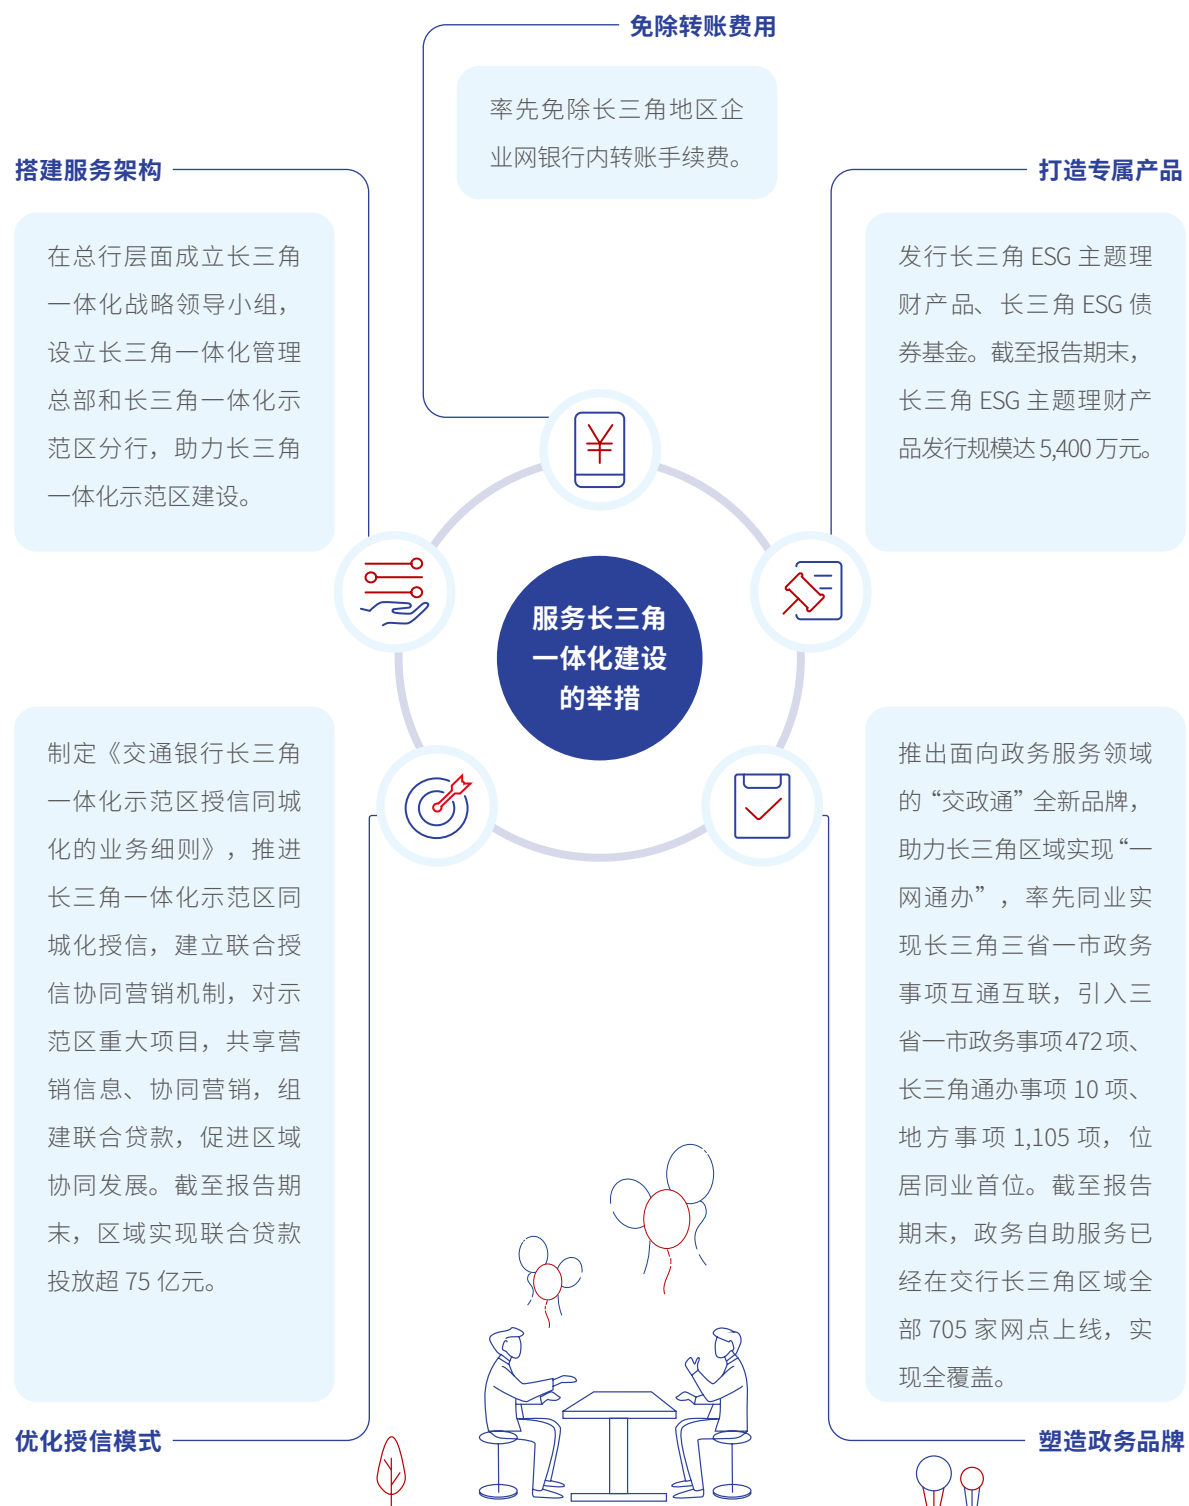 免除转账费用
率先免除长三角地区企
业网银行内转账手续费。
搭建服务架构
在总行层面成立长三角
一体化战略领导小组，
设立长三角一体化管理
总部和长三角一体化示
范区分行，助力长三角
一体化示范区建设。
打造专属产品
发行长三角 ESG 主题理
财产品、长三角 ESG 债
券基金。截至报告期末，
长三角 ESG 主题理财产
品发行规模达 5,400 万元。
服务长三角
一体化建设
的举措
制定《交通银行长三角
一体化示范区授信同城
化的业务细则》，推进
长三角一体化示范区同
城化授信，建立联合授
信协同营销机制，对示
范区重大项目，共享营
销信息、协同营销，组
建联合贷款，促进区域
协同发展。截至报告期
末，区域实现联合贷款
投放超 75 亿元。
优化授信模式
推出面向政务服务领域
的“交政通”全新品牌，
助力长三角区域实现“一
网通办”，率先同业实
现长三角三省一市政务
事项互通互联，引入三
省一市政务事项 472 项、
长三角通办事项 10 项、
地方事项 1,105 项，位
居同业首位。截至报告
期末，政务自助服务已
经在交行长三角区域全
部 705 家网点上线，实
现全覆盖。
塑造政务品牌